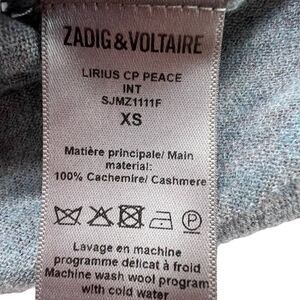 ZADIG & VOLTAIRE
LIRIUS CP PEACE
INT
SJMZ1111F
XS
Matière principale/ Main
material:
100% Cachemire/ Cashmere
P
Lavage en machine
programme délicat à froid
Machine wash wool program
with cold water